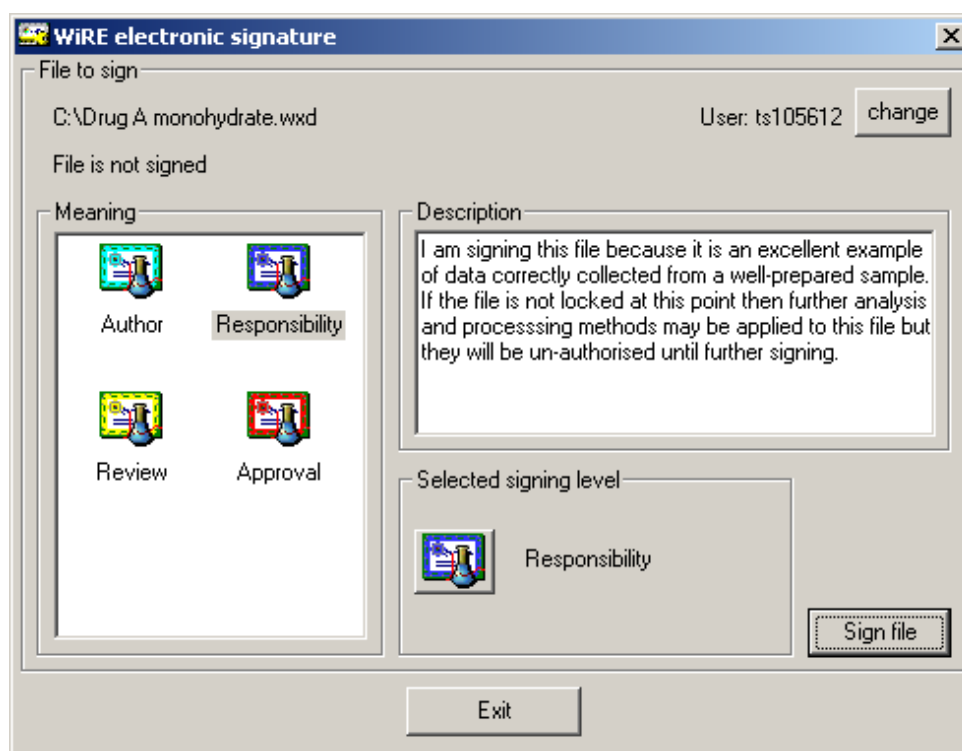 WiRE electronic signature
File to sign
C:\Drug A monohydrate.wxd
User: ts105612
change
File is not signed
Meaning
Author
Responsibility
Review
Approval
Description
I am signing this file because it is an excellent example
of data correctly collected from a well-prepared sample.
If the file is not locked at this point then further analysis
and processsing methods may be applied to this file but
they will be un-authorised until further signing.
Selected signing level
Responsibility
Sign file
Exit